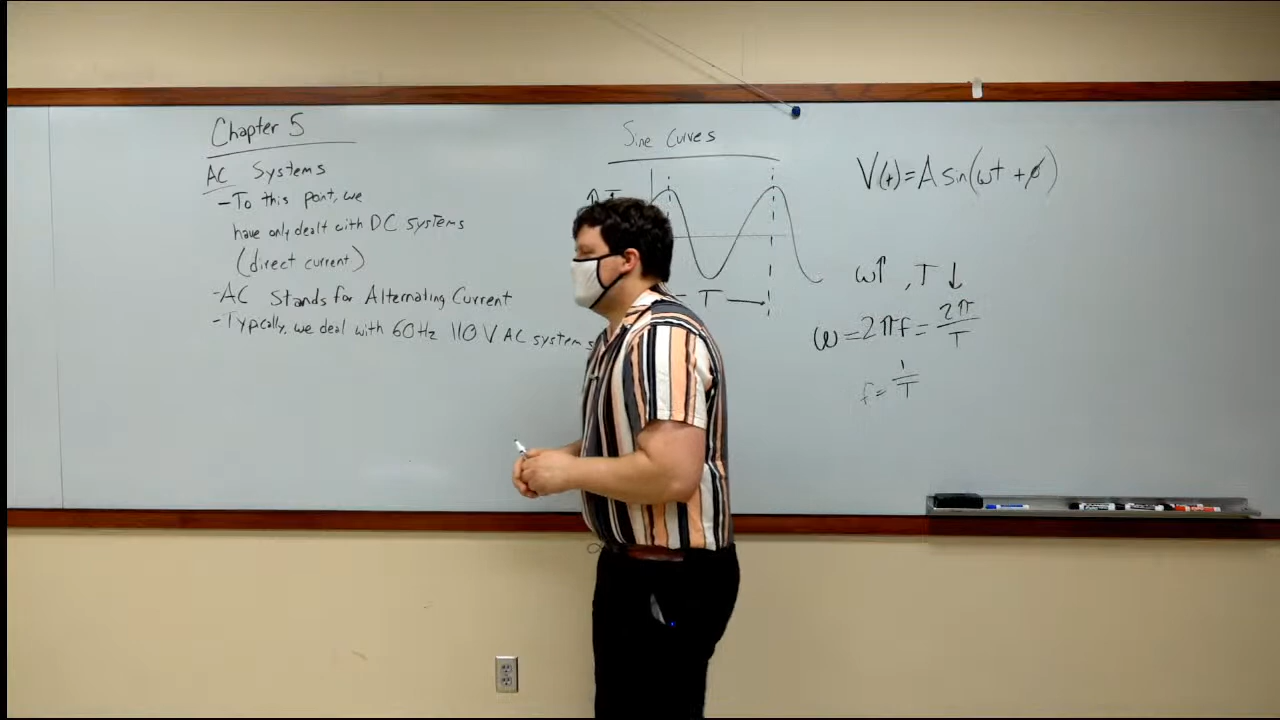 Chapter 5
AC Systems
-To this point, we
have only dealt with DC systems
(direct current)
-AC Stands for Alternating Current
-Typically, we deal with 60Hz 110V AC systems
Sine Curves
T
V(t)=A sin(ωt+ϕ)
ω↑, T↓
ω=2πf=2π/T
f=1/T